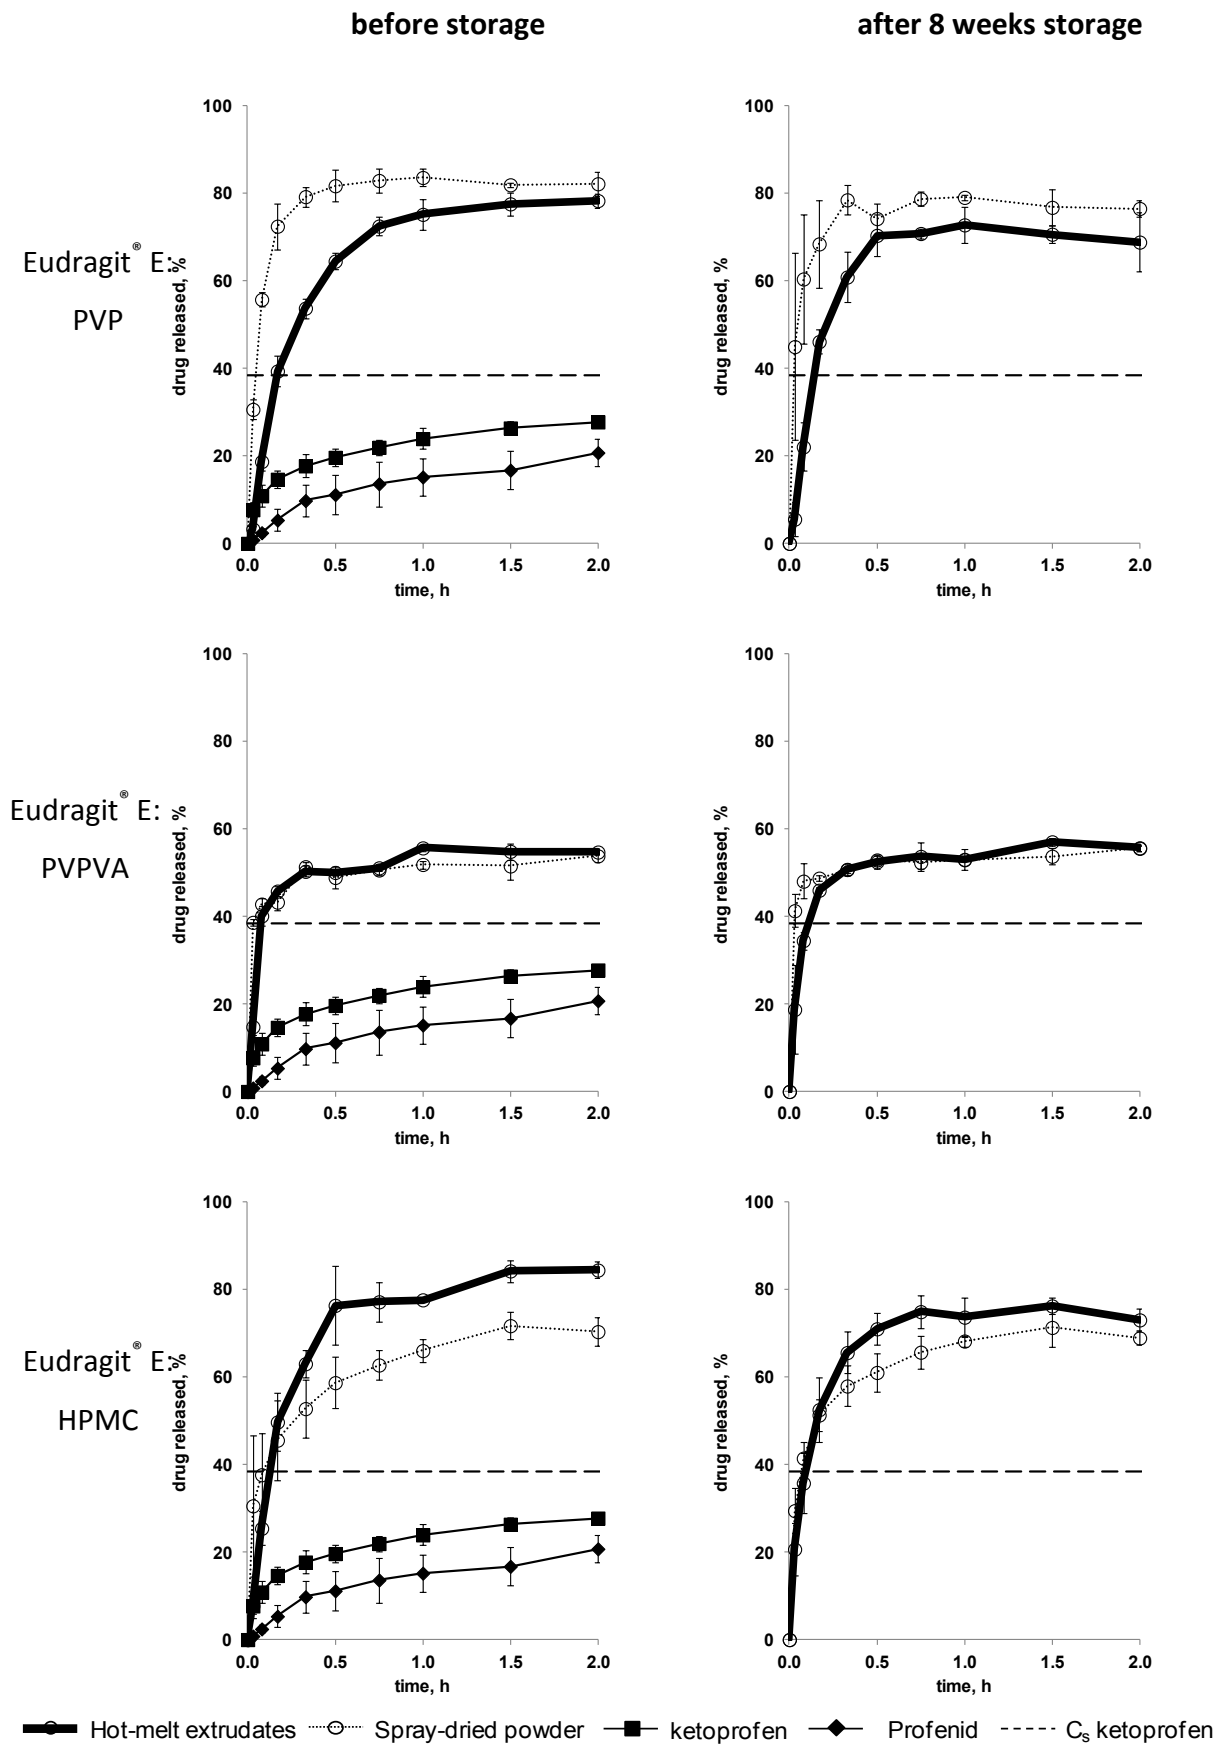 before storage after 8 weeks storage
Eudragit® E:
PVP
drug released, %
100
80
60
40
20
0
0.0 0.5 1.0 1.5 2.0
time, h
drug released, %
100
80
60
40
20
0
0.0 0.5 1.0 1.5 2.0
time, h
Eudragit® E:
PVPVA
drug released, %
100
80
60
40
20
0
0.0 0.5 1.0 1.5 2.0
time, h
drug released, %
100
80
60
40
20
0
0.0 0.5 1.0 1.5 2.0
time, h
Eudragit® E:
HPMC
drug released, %
100
80
60
40
20
0
0.0 0.5 1.0 1.5 2.0
time, h
drug released, %
100
80
60
40
20
0
0.0 0.5 1.0 1.5 2.0
time, h
Hot-melt extrudates Spray-dried powder ketoprofen Profenid Cs ketoprofen